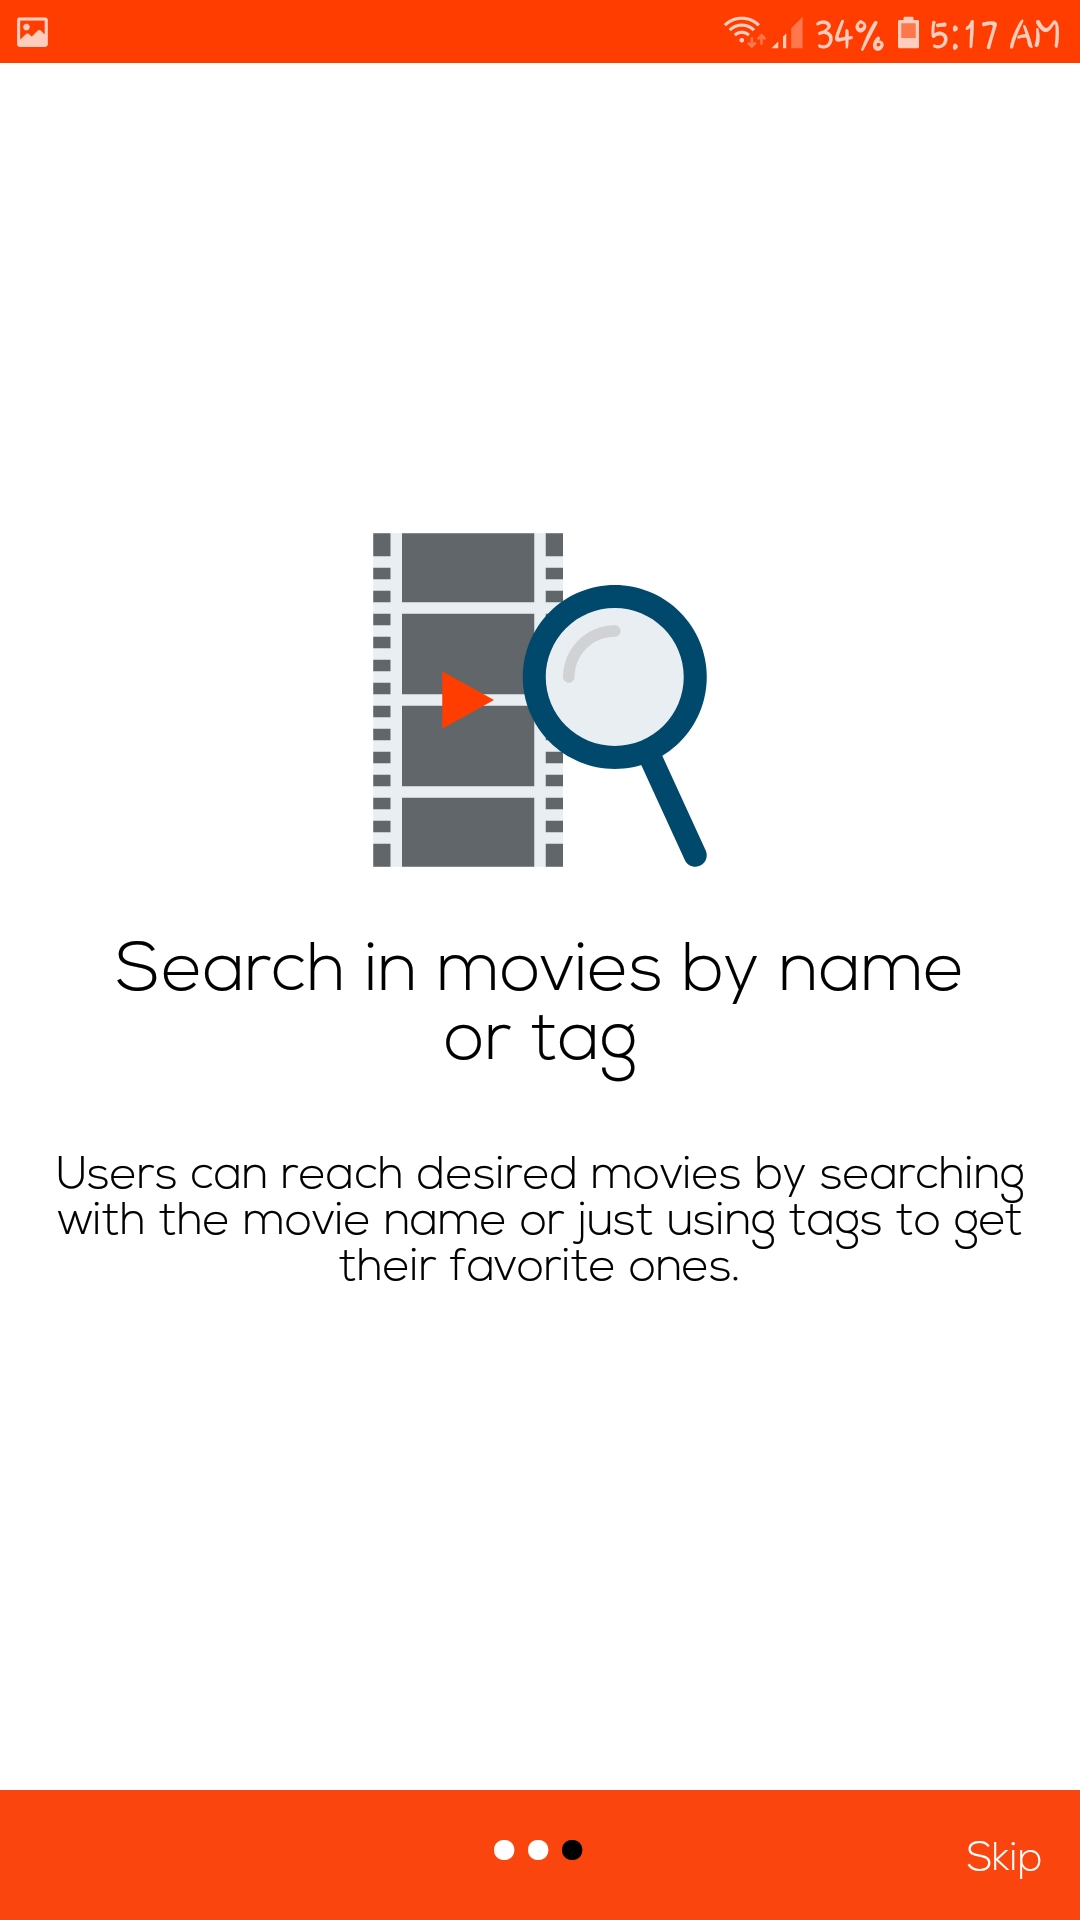 34% 5:17 AM
Search in movies by name
or tag
Users can reach desired movies by searching
with the movie name or just using tags to get
their favorite ones.
Skip